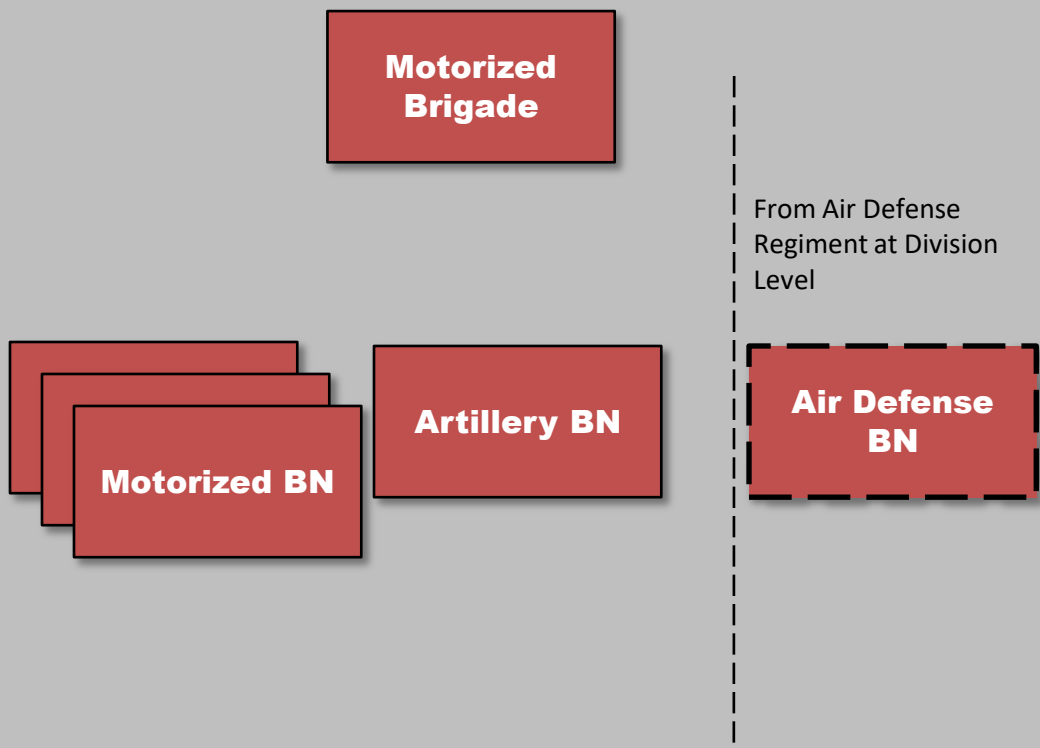 Motorized
Brigade
From Air Defense
Regiment at Division
Level
Motorized BN
Artillery BN
Air Defense
BN